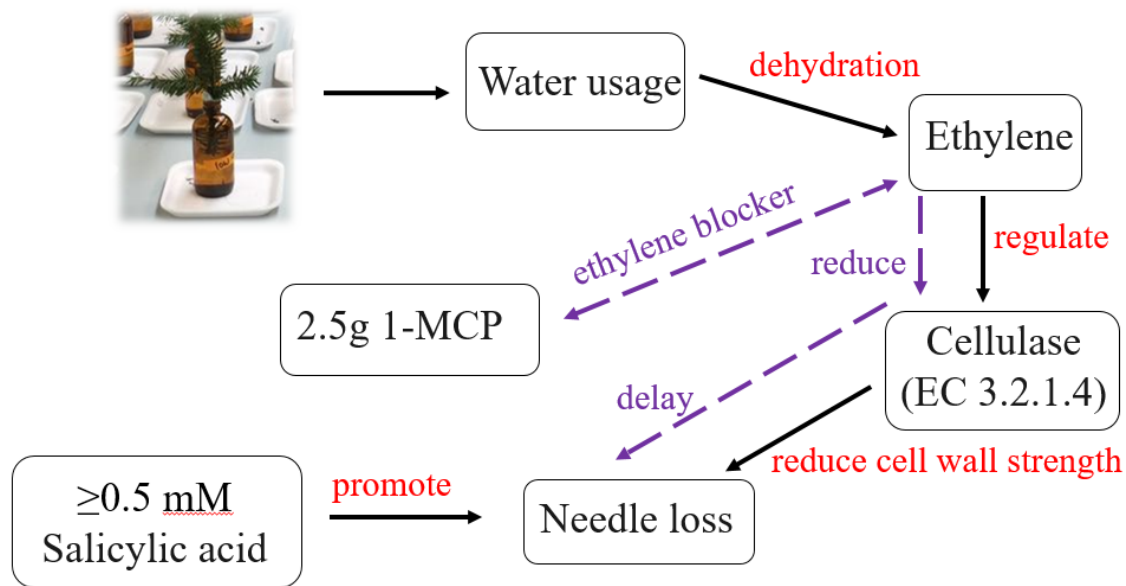 Water usage
dehydration
Ethylene
ethylene blocker
reduce
regulate
2.5g 1-MCP
Cellulase
(EC 3.2.1.4)
delay
reduce cell wall strength
≥0.5 mM
Salicylic acid
promote
Needle loss